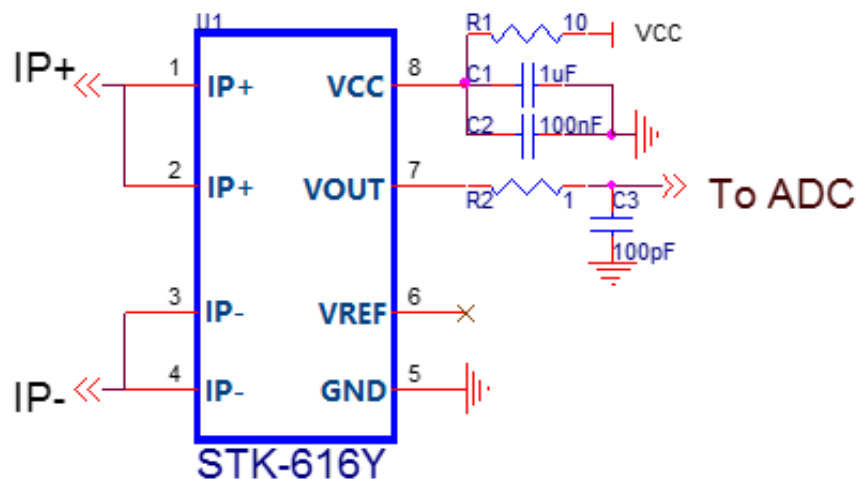 U1
R1 10 VCC
IP+ 1 IP+ VCC 8 C1 1uF
C2 100nF
2 IP+ VOUT 7 R2 1 C3 To ADC
100pF
3 IP- VREF 6
IP- 4 IP- GND 5
STK-616Y